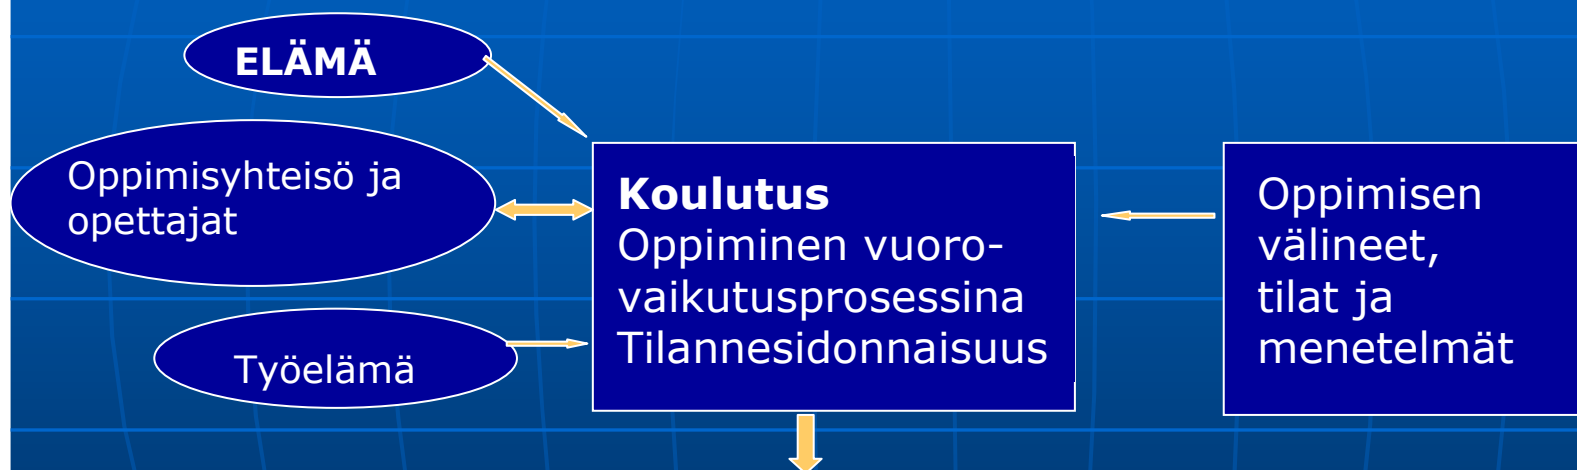 ELÄMÄ
Oppimisyhteisö ja
opettajat
Työelämä
Koulutus
Oppiminen vuoro-
vaikutusprosessina
Tilannesidonnaisuus
Oppimisen
välineet,
tilat ja
menetelmät